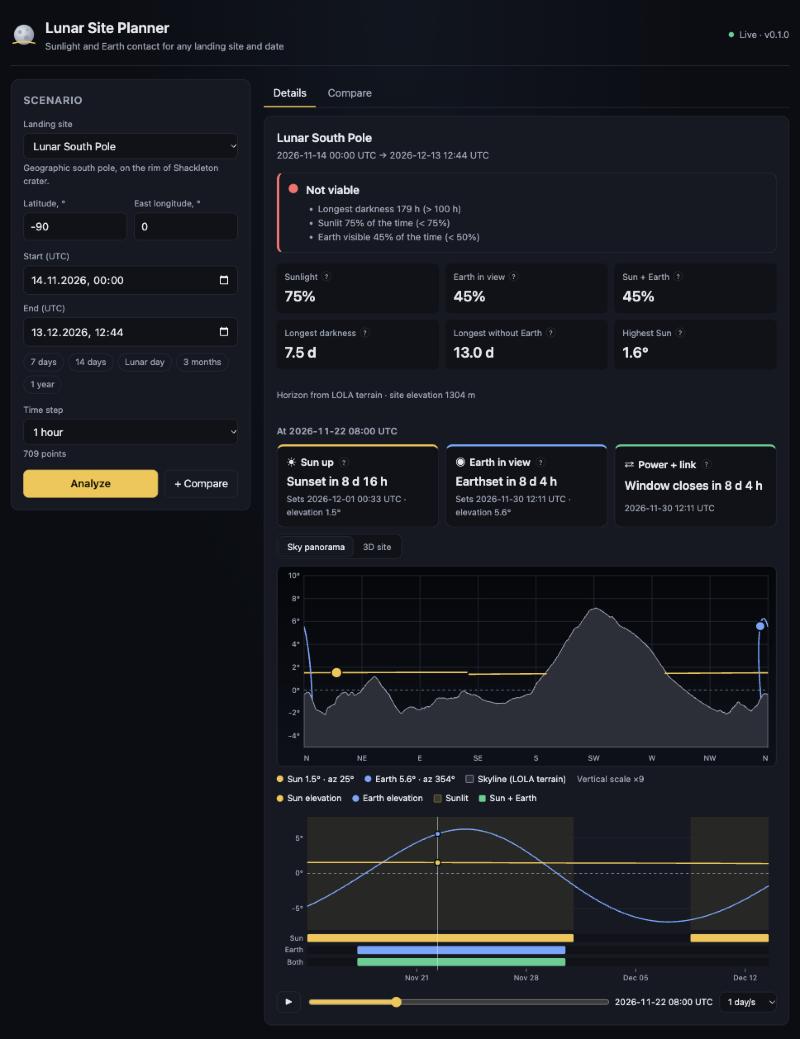 Lunar Site Planner
Sunlight and Earth contact for any landing site and date
Live · v0.1.0
SCENARIO
Landing site
Lunar South Pole
Geographic south pole, on the rim of Shackleton
crater.
Latitude, °
East longitude, °
-90
0
Start (UTC)
14.11.2026, 00:00
End (UTC)
13.12.2026, 12:44
7 days
14 days
Lunar day
3 months
1 year
Time step
1 hour
709 points
Analyze
+ Compare
Details
Compare
Lunar South Pole
2026-11-14 00:00 UTC → 2026-12-13 12:44 UTC
Not viable
• Longest darkness 179 h (> 100 h)
• Sunlit 75% of the time (< 75%)
• Earth visible 45% of the time (< 50%)
Sunlight ?
75%
Earth in view ?
45%
Sun + Earth ?
45%
Longest darkness ?
7.5 d
Longest without Earth ?
13.0 d
Highest Sun ?
1.6°
Horizon from LOLA terrain · site elevation 1304 m
At 2026-11-22 08:00 UTC
☀ Sun up ?
Sunset in 8 d 16 h
Sets 2026-12-01 00:33 UTC ·
elevation 1.5°
◉ Earth in view ?
Earthset in 8 d 4 h
Sets 2026-11-30 12:11 UTC ·
elevation 5.6°
⇄ Power + link ?
Window closes in 8 d 4 h
2026-11-30 12:11 UTC
Sky panorama
3D site
10°
8°
6°
4°
2°
0°
−2°
−4°
N
NE
E
SE
S
SW
W
NW
N
Sun 1.5° · az 25°
Earth 5.6° · az 354°
Skyline (LOLA terrain)
Vertical scale ×9
Sun elevation
Earth elevation
Sunlit
Sun + Earth
5°
0°
-5°
Sun
Earth
Both
Nov 21
Nov 28
Dec 05
Dec 12
2026-11-22 08:00 UTC
1 day/s